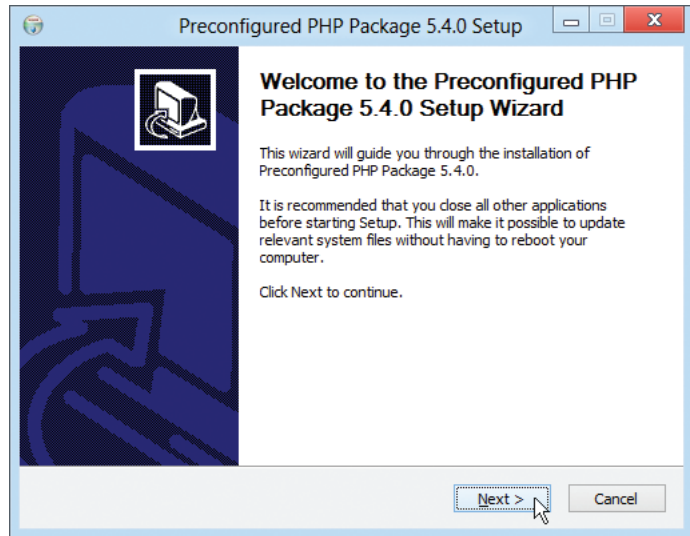 Preconfigured PHP Package 5.4.0 Setup
x
Welcome to the Preconfigured PHP
Package 5.4.0 Setup Wizard
This wizard will guide you through the installation of
Preconfigured PHP Package 5.4.0.
It is recommended that you close all other applications
before starting Setup. This will make it possible to update
relevant system files without having to reboot your
computer.
Click Next to continue.
Next >
Cancel